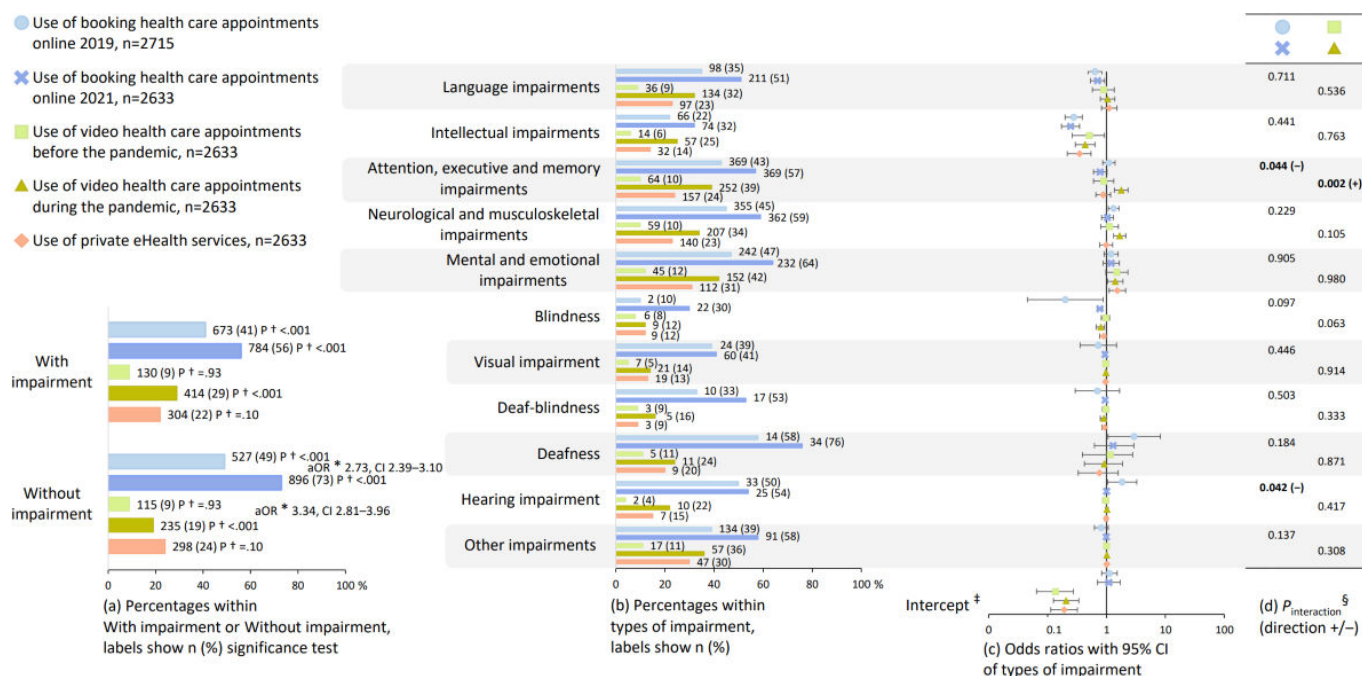 Use of booking health care appointments
online 2019, n=2715
Use of booking health care appointments
online 2021, n=2633
Use of video health care appointments
before the pandemic, n=2633
Use of video health care appointments
during the pandemic, n=2633
Use of private eHealth services, n=2633
With
impairment
673 (41) P † <.001
784 (56) P † <.001
130 (9) P † =.93
414 (29) P † <.001
304 (22) P † =.10
Without
impairment
527 (49) P † <.001
aOR * 2.73, CI 2.39–3.10
896 (73) P † <.001
115 (9) P † =.93
aOR * 3.34, CI 2.81–3.96
235 (19) P † <.001
298 (24) P † =.10
0 20 40 60 80 100 %
(a) Percentages within
With impairment or Without impairment,
labels show n (%) significance test
Language impairments
98 (35)
211 (51)
36 (9)
134 (32)
97 (23)
0.711
0.536
Intellectual impairments
66 (22)
74 (32)
14 (6)
57 (25)
32 (14)
0.441
0.763
Attention, executive and memory
impairments
369 (43)
369 (57)
64 (10)
252 (39)
157 (24)
0.044 (–)
0.002 (+)
Neurological and musculoskeletal
impairments
355 (45)
362 (59)
59 (10)
207 (34)
140 (23)
0.229
0.105
Mental and emotional
impairments
242 (47)
232 (64)
45 (12)
152 (42)
112 (31)
0.905
0.980
Blindness
2 (10)
22 (30)
6 (8)
9 (12)
9 (12)
0.097
0.063
Visual impairment
24 (39)
60 (41)
7 (5)
21 (14)
19 (13)
0.446
0.914
Deaf-blindness
10 (33)
17 (53)
3 (9)
5 (16)
3 (9)
0.503
0.333
Deafness
14 (58)
34 (76)
5 (11)
11 (24)
9 (20)
0.184
0.871
Hearing impairment
33 (50)
25 (54)
2 (4)
10 (22)
7 (15)
0.042 (–)
0.417
Other impairments
134 (39)
91 (58)
17 (11)
57 (36)
47 (30)
0.137
0.308
0 20 40 60 80 100 %
(b) Percentages within
types of impairment,
labels show n (%)
Intercept ‡
0 0.1 1 10 100
(c) Odds ratios with 95% CI
of types of impairment
(d) Pinteraction §
(direction +/–)